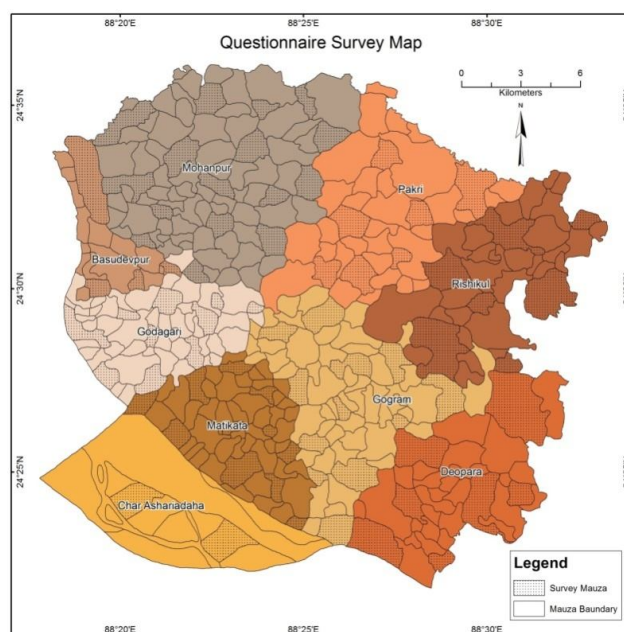 88°20'E 88°25'E 88°30'E
Questionnaire Survey Map
0 3 6
Kilometers
N
24°35'N
Mohanpur
Pakri
Basudevpur
24°30'N
Rishikul
Godagari
Gogram
Matikata
Deopara
24°25'N
Char Ashariadaha
Legend
Survey Mauza
Mauza Baundary
88°20'E 88°25'E 88°30'E